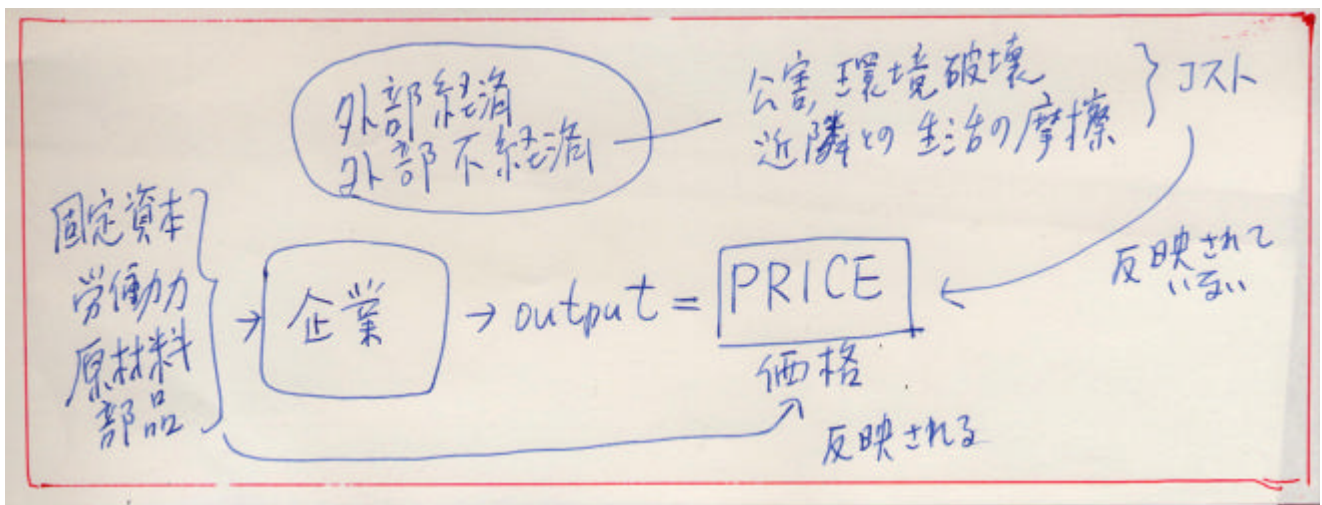 外部経済
外部不経済
公害,環境破壊
近隣との生活の摩擦
コスト
反映されて
いない
固定資本
労働力
原材料
部品
企業
→ output =
PRICE
価格
反映される